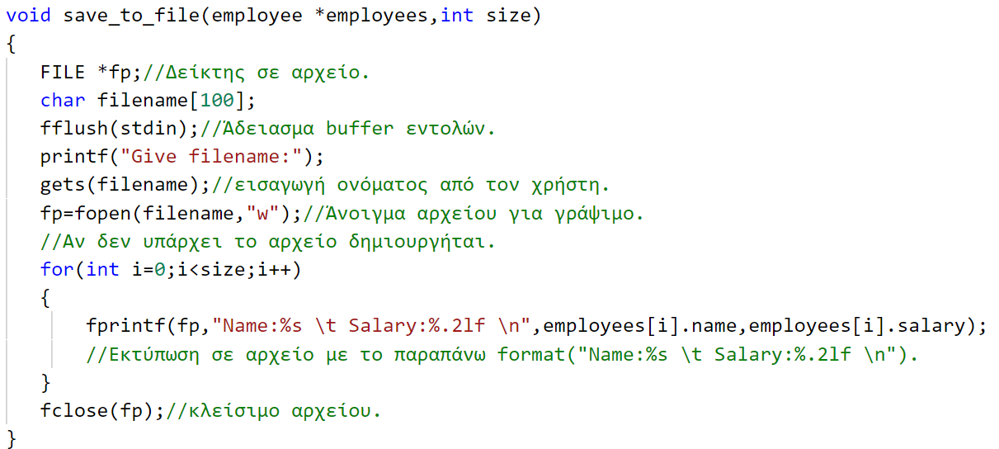 void save_to_file(employee *employees,int size)
{
FILE *fp;//Δείκτης σε αρχείο.
char filename[100];
fflush(stdin);//Άδειασμα buffer εντολών.
printf("Give filename:");
gets(filename);//εισαγωγή ονόματος από τον χρήστη.
fp=fopen(filename,"w");//Άνοιγμα αρχείου για γράψιμο.
//Αν δεν υπάρχει το αρχείο δημιουργήται.
for(int i=0;i<size;i++)
{
fprintf(fp,"Name:%s \t Salary:%.2lf \n",employees[i].name,employees[i].salary);
//Εκτύπωση σε αρχείο με το παραπάνω format("Name:%s \t Salary:%.2lf \n").
}
fclose(fp);//κλείσιμο αρχείου.
}